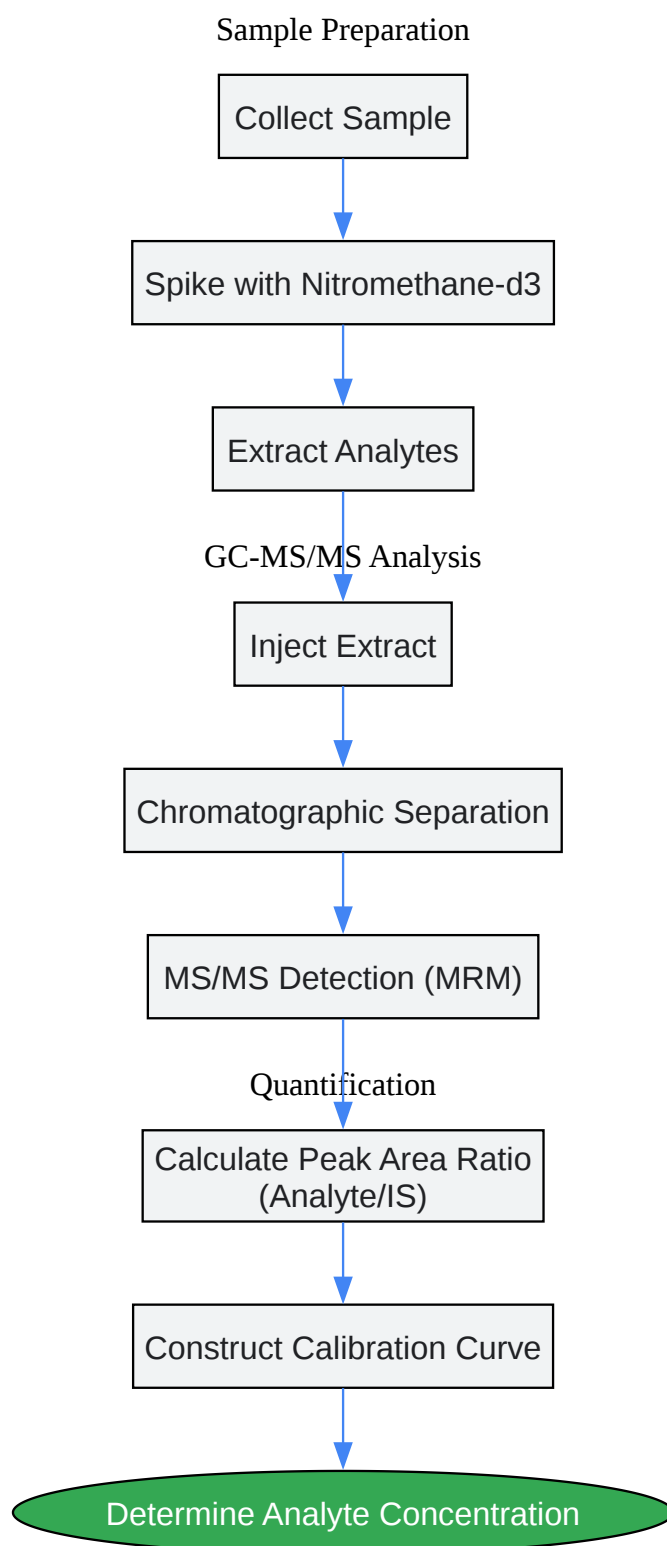 Sample Preparation
Collect Sample
Spike with Nitromethane-d3
Extract Analytes
GC-MS/MS Analysis
Inject Extract
Chromatographic Separation
MS/MS Detection (MRM)
Quantification
Calculate Peak Area Ratio
(Analyte/IS)
Construct Calibration Curve
Determine Analyte Concentration